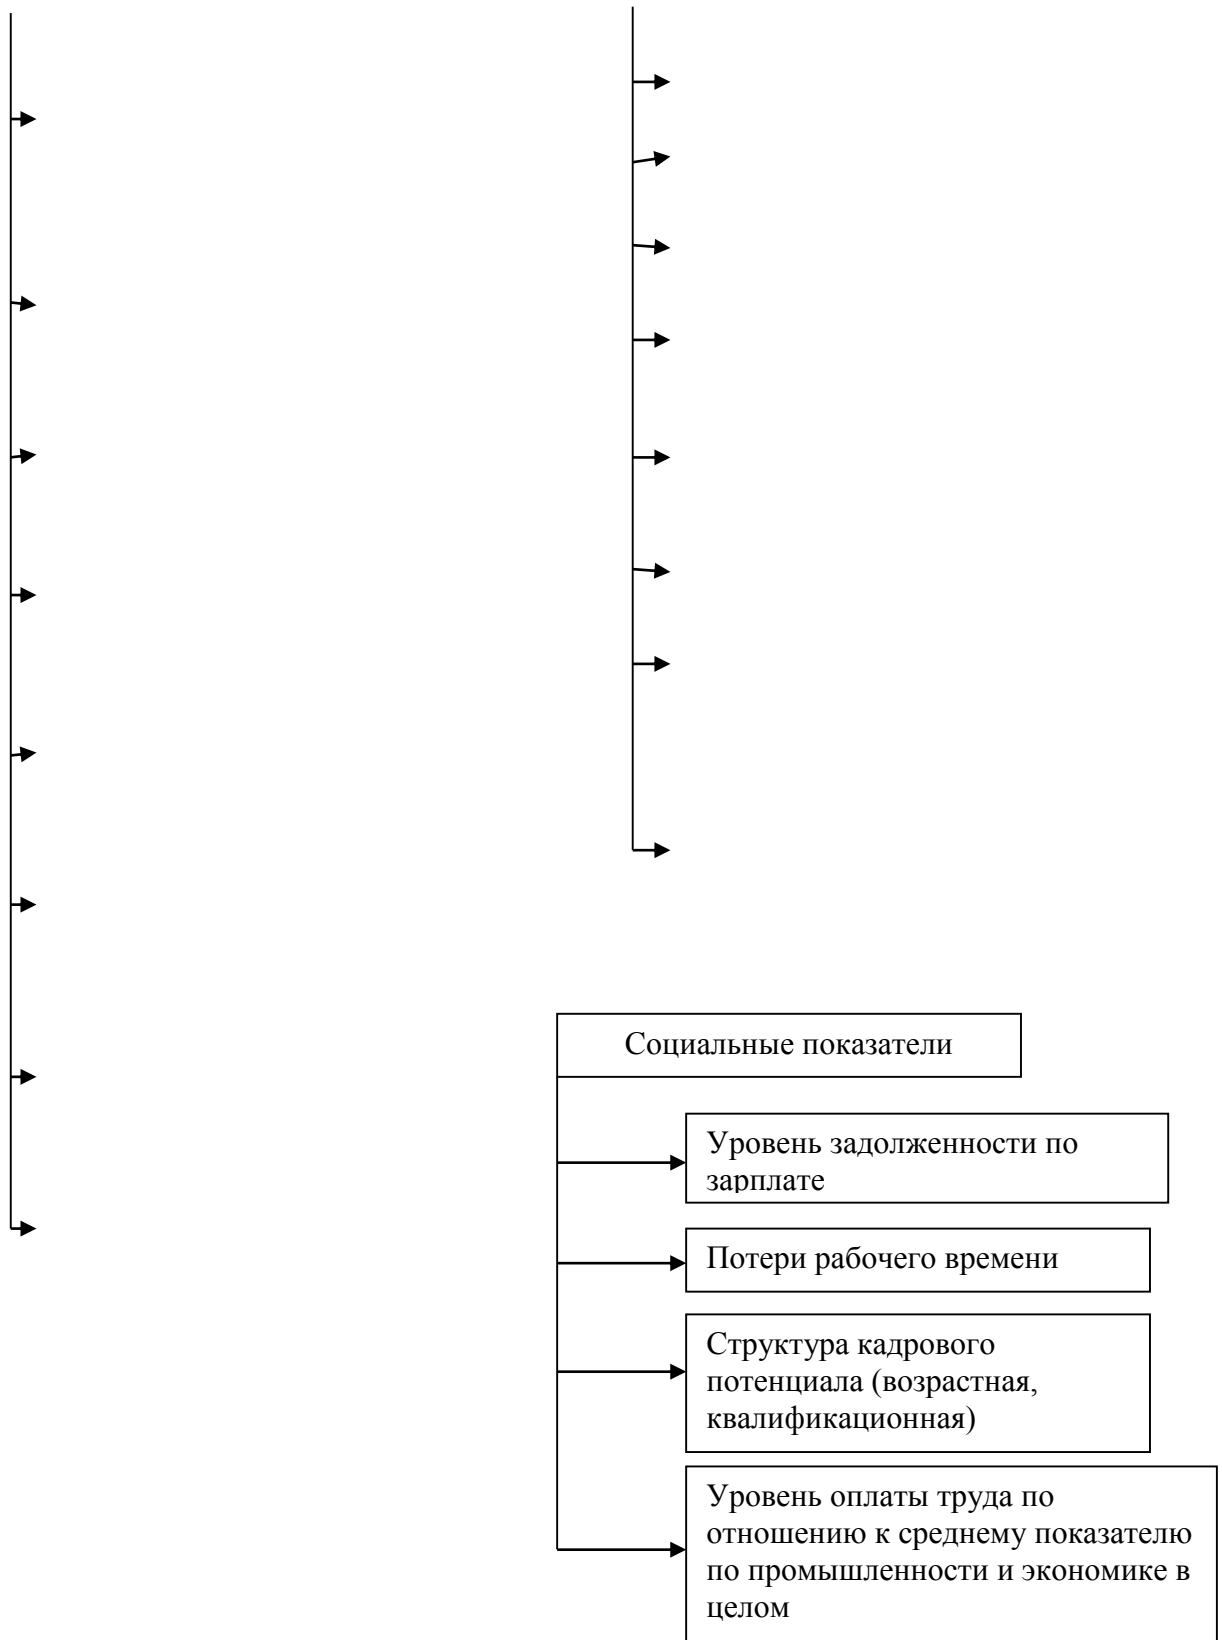 Социальные показатели
Уровень задолженности по
зарплате
Потери рабочего времени
Структура кадрового
потенциала (возрастная,
квалификационная)
Уровень оплаты труда по
отношению к среднему показателю
по промышленности и экономике в
целом